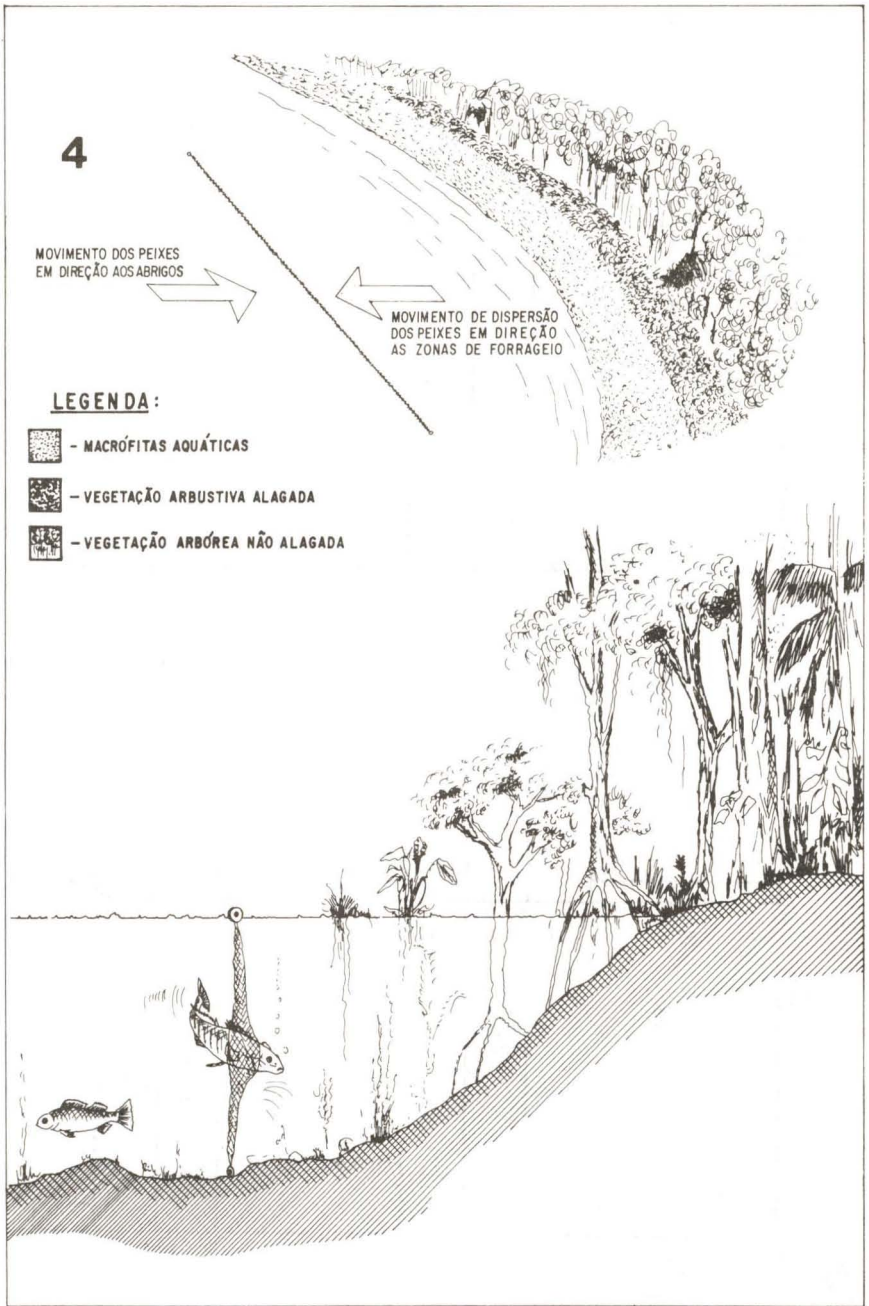 4
MOVIMENTO DOS PEIXES
EM DIREÇÃO AOS ABRIGOS
MOVIMENTO DE DISPERSÃO
DOS PEIXES EM DIREÇÃO
AS ZONAS DE FORRAGEIO
LEGENDA:
- MACRÓFITAS AQUÁTICAS
- VEGETAÇÃO ARBUSTIVA ALAGADA
- VEGETAÇÃO ARBÓREA NÃO ALAGADA